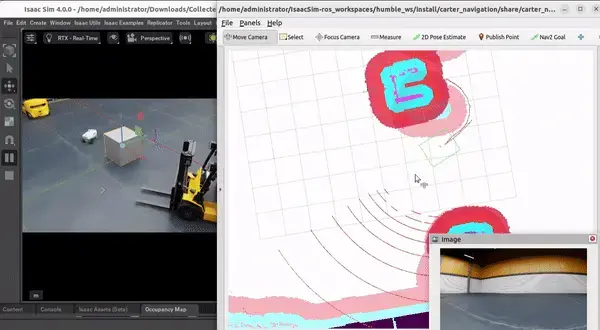 Isaac Sim 4.0.0 - /home/administrator/Downloads/Collecte
/home/administrator/IsaacSim-ros_workspaces/humble_ws/install/carter_navigation/share/carter_n...
File Edit Create Window Isaac Utils Isaac Examples Replicator
File Panels Help
RTX - Real-Time Perspective
Move Camera Select Focus Camera Measure 2D Pose Estimate Publish Point Nav2 Goal
Image
m
Content Console Isaac Assets (Beta) Occupancy Map